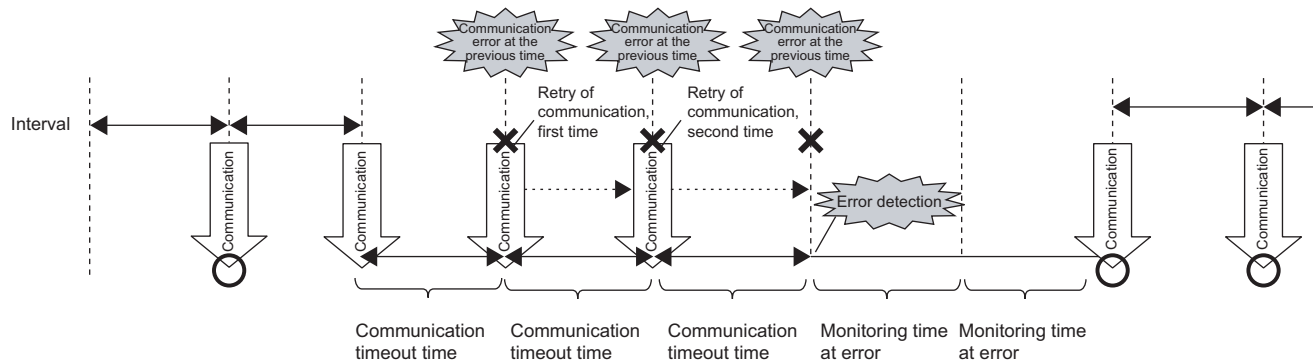 Communication
error at the
previous time
Communication
error at the
previous time
Communication
error at the
previous time
Retry of
communication,
first time
Retry of
communication,
second time
Interval
Communication
Communication
Communication
Communication
Communication
Communication
Error detection
Communication
timeout time
Communication
timeout time
Communication
timeout time
Monitoring time
at error
Monitoring time
at error